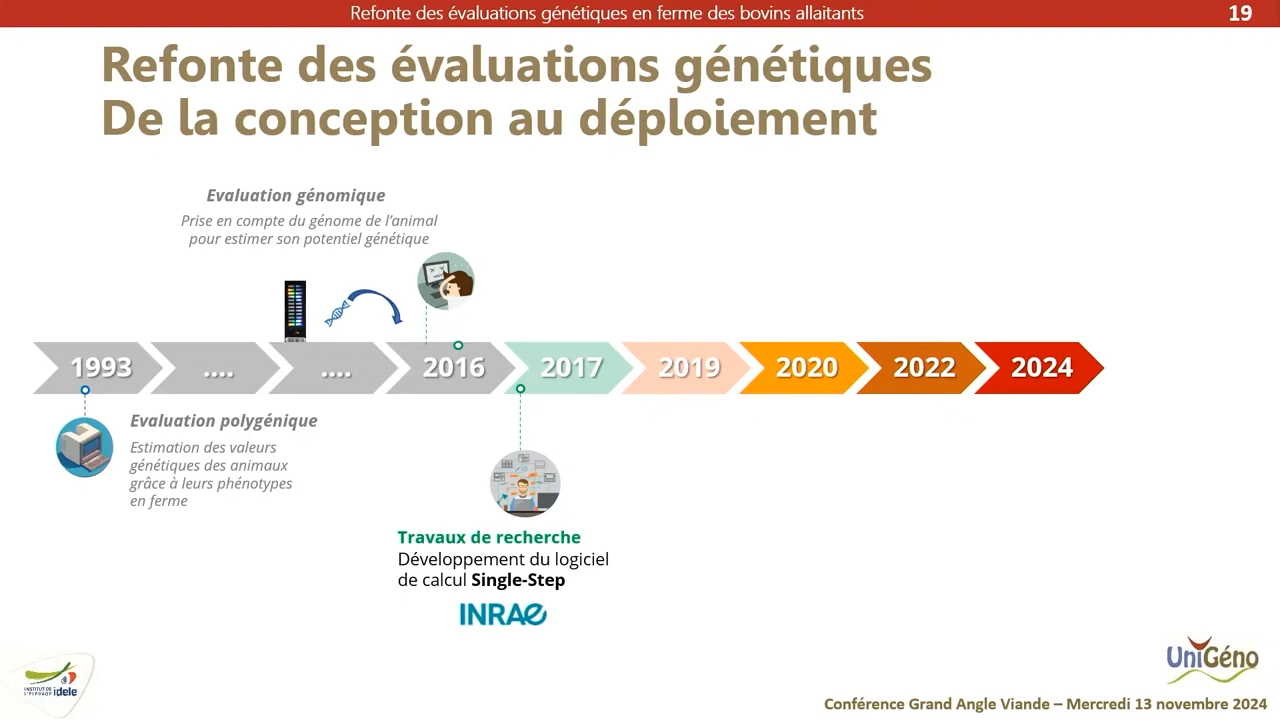 Refonte des évaluations génétiques en ferme des bovins allaitants
19
Refonte des évaluations génétiques
De la conception au déploiement
Evaluation génomique
Prise en compte du génome de l'animal
pour estimer son potentiel génétique
1993
....
....
2016
2017
2019
2020
2022
2024
Evaluation polygénique
Estimation des valeurs
génétiques des animaux
grâce à leurs phénotypes
en ferme
Travaux de recherche
Développement du logiciel
de calcul Single-Step
INRAE
INSTITUT DE
L'ELEVAGE idele
UniGéno
Conférence Grand Angle Viande – Mercredi 13 novembre 2024